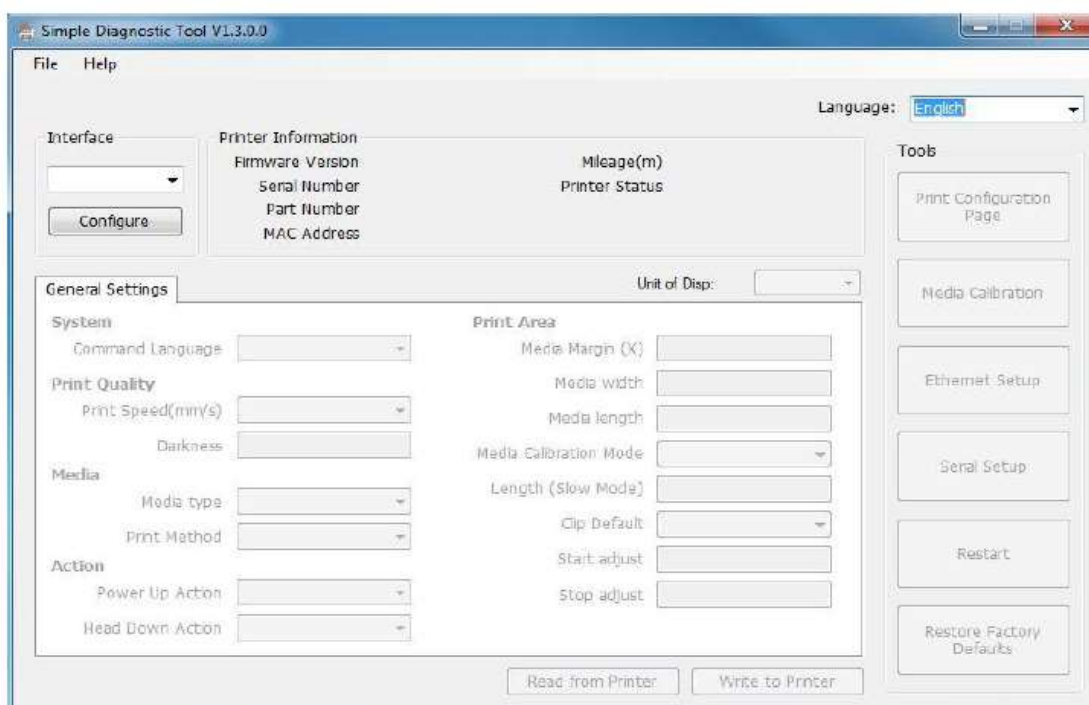 Simple Diagnostic Tool V1.3.0.0
File Help
Language: English
Interface
Configure
Printer Information
Firmware Version
Serial Number
Part Number
MAC Address
Mileage(m)
Printer Status
Tools
Print Configuration
Page
Media Calibration
Ethernet Setup
Serial Setup
Restart
Restore Factory
Defaults
General Settings
Unit of Disp:
System
Command Language
Print Quality
Print Speed(mm/s)
Darkness
Media
Media type
Print Method
Action
Power Up Action
Head Down Action
Print Area
Media Margin (X)
Media width
Media length
Media Calibration Mode
Length (Slow Mode)
Clip Default
Start adjust
Stop adjust
Read from Printer
Write to Printer